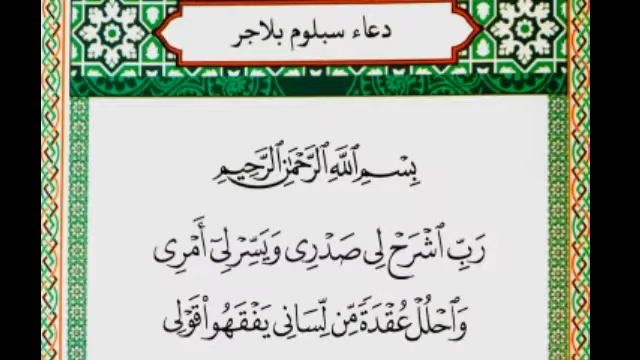 دعاء سبلوم بلاجر
بِسْمِ ٱللَّهِ ٱلرَّحْمَٰنِ ٱلرَّحِيمِ
رَبِّ ٱشْرَحْ لِى صَدْرِى وَيَسِّرْ لِىٓ أَمْرِى
وَٱحْلُلْ عُقْدَةً مِّن لِّسَانِى يَفْقَهُوا۟ قَوْلِى